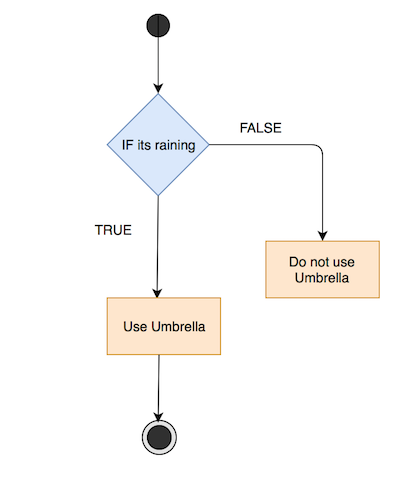 IF its raining
FALSE
TRUE
Do not use
Umbrella
Use Umbrella